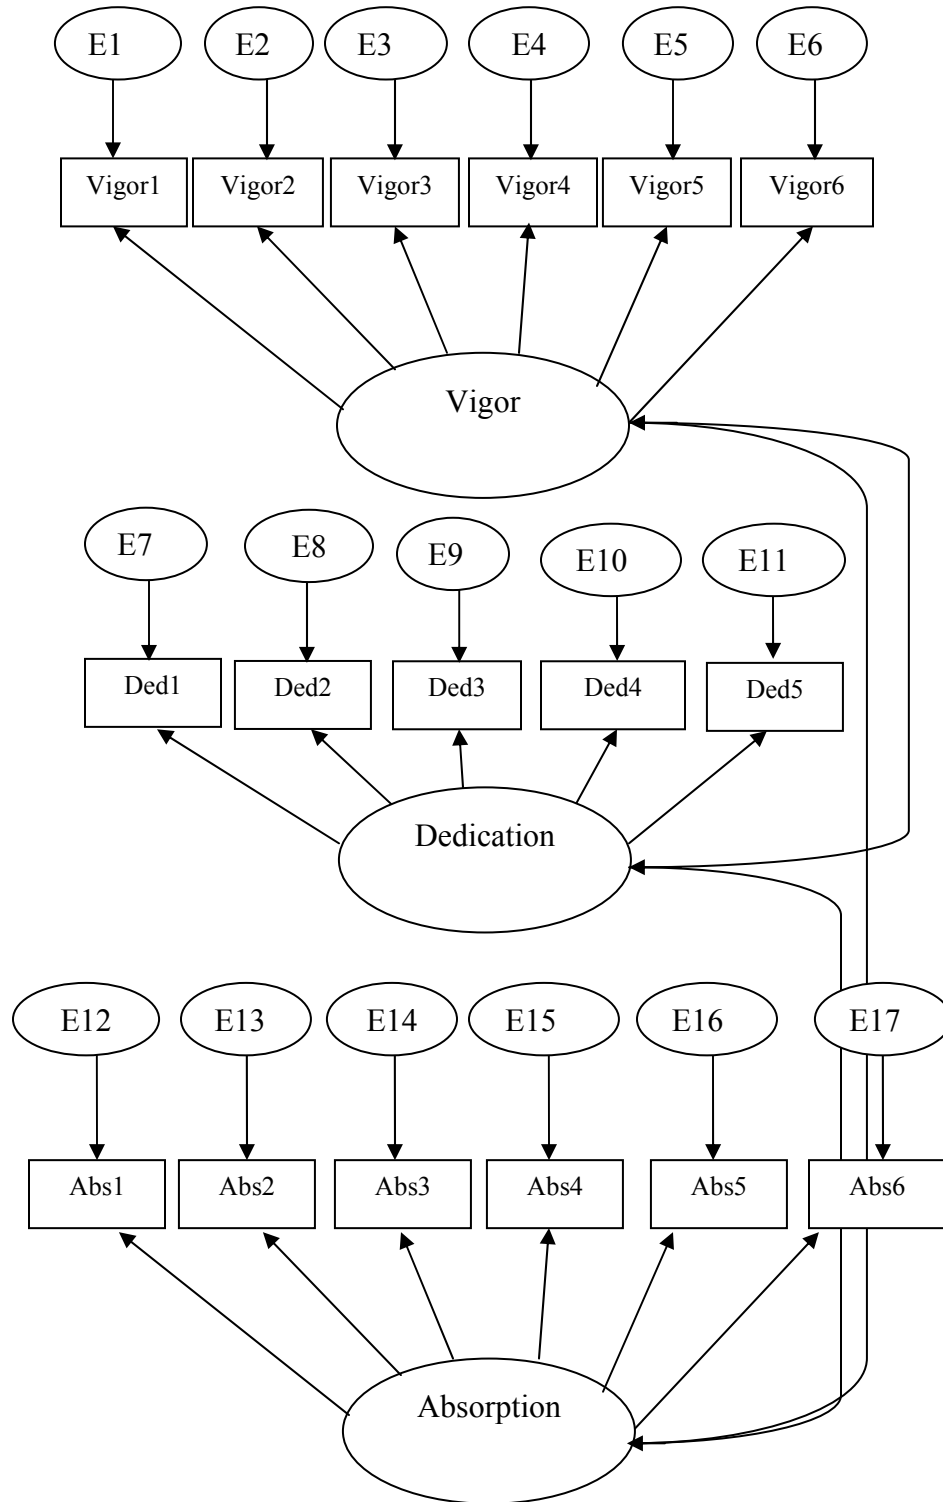 E1 E2 E3 E4 E5 E6
Vigor1 Vigor2 Vigor3 Vigor4 Vigor5 Vigor6
Vigor
E7 E8 E9 E10 E11
Ded1 Ded2 Ded3 Ded4 Ded5
Dedication
E12 E13 E14 E15 E16 E17
Abs1 Abs2 Abs3 Abs4 Abs5 Abs6
Absorption